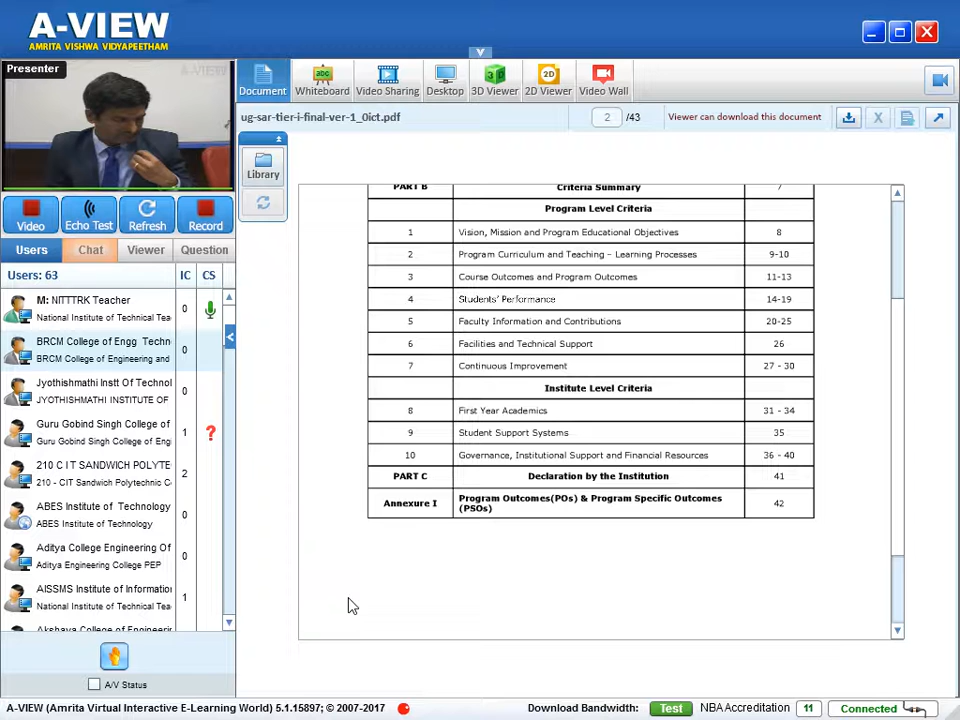 A-VIEW
AMRITA VISHWA VIDYAPEETHAM
Presenter
A-VIEW
Document
Whiteboard
Video Sharing
Desktop
3D Viewer
2D Viewer
Video Wall
abc
3D
2D
ug-sar-tier-i-final-ver-1_0ict.pdf
2 /43
Viewer can download this document
Library
Video
Echo Test
Refresh
Record
Users
Chat
Viewer
Question
Users: 63 IC CS
M: NITTTRK Teacher
National Institute of Technical Tea
0
BRCM College of Engg Techn
BRCM College of Engineering and
0
Jyothishmathi Instt Of Technol
JYOTHISHMATHI INSTITUTE OF
0
Guru Gobind Singh College of
Guru Gobind Singh College of Eng
1 ?
210 C I T SANDWICH POLYTE
210 - CIT Sandwich Polytechnic C
2
ABES Institute of Technology
ABES Institute of Technology
0
Aditya College Engineering Of
Aditya Engineering College PEP
0
AISSMS Institute of Informatior
National Institute of Technical Tea
1
Akshaya College of Engineeri
A/V Status
PART B Criteria Summary 7
Program Level Criteria
1 Vision, Mission and Program Educational Objectives 8
2 Program Curriculum and Teaching – Learning Processes 9-10
3 Course Outcomes and Program Outcomes 11-13
4 Students' Performance 14-19
5 Faculty Information and Contributions 20-25
6 Facilities and Technical Support 26
7 Continuous Improvement 27 - 30
Institute Level Criteria
8 First Year Academics 31 - 34
9 Student Support Systems 35
10 Governance, Institutional Support and Financial Resources 36 - 40
PART C Declaration by the Institution 41
Annexure I Program Outcomes(POs) & Program Specific Outcomes
(PSOs) 42
A-VIEW (Amrita Virtual Interactive E-Learning World) 5.1.15897; © 2007-2017
Download Bandwidth: Test NBA Accreditation 11 Connected